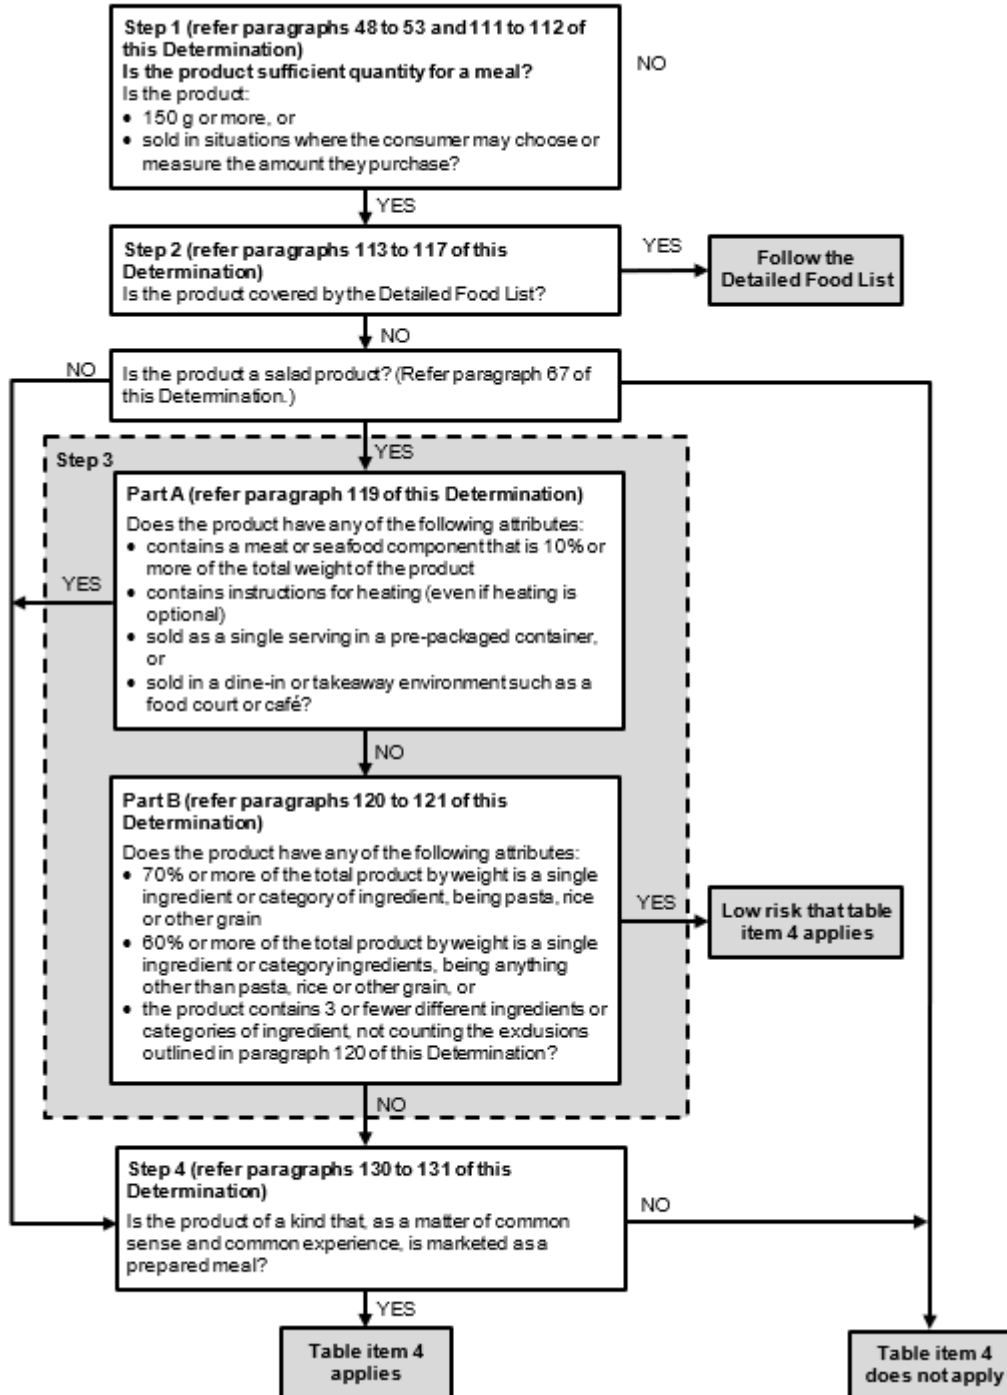 Step 1 (refer paragraphs 48 to 53 and 111 to 112 of
this Determination)
Is the product sufficient quantity for a meal?
Is the product:
• 150 g or more, or
• sold in situations where the consumer may choose or
measure the amount they purchase?
NO
YES
Step 2 (refer paragraphs 113 to 117 of this
Determination)
Is the product covered by the Detailed Food List?
YES
Follow the
Detailed Food List
NO
NO
Is the product a salad product? (Refer paragraph 67 of
this Determination.)
YES
Step 3
Part A (refer paragraph 119 of this Determination)
Does the product have any of the following attributes:
• contains a meat or seafood component that is 10% or
more of the total weight of the product
• contains instructions for heating (even if heating is
optional)
• sold as a single serving in a pre-packaged container,
or
• sold in a dine-in or takeaway environment such as a
food court or café?
YES
NO
Part B (refer paragraphs 120 to 121 of this
Determination)
Does the product have any of the following attributes:
• 70% or more of the total product by weight is a single
ingredient or category of ingredient, being pasta, rice
or other grain
• 60% or more of the total product by weight is a single
ingredient or category ingredients, being anything
other than pasta, rice or other grain, or
• the product contains 3 or fewer different ingredients or
categories of ingredient, not counting the exclusions
outlined in paragraph 120 of this Determination?
YES
Low risk that table
item 4 applies
NO
Step 4 (refer paragraphs 130 to 131 of this
Determination)
Is the product of a kind that, as a matter of common
sense and common experience, is marketed as a
prepared meal?
NO
YES
Table item 4
applies
Table item 4
does not apply